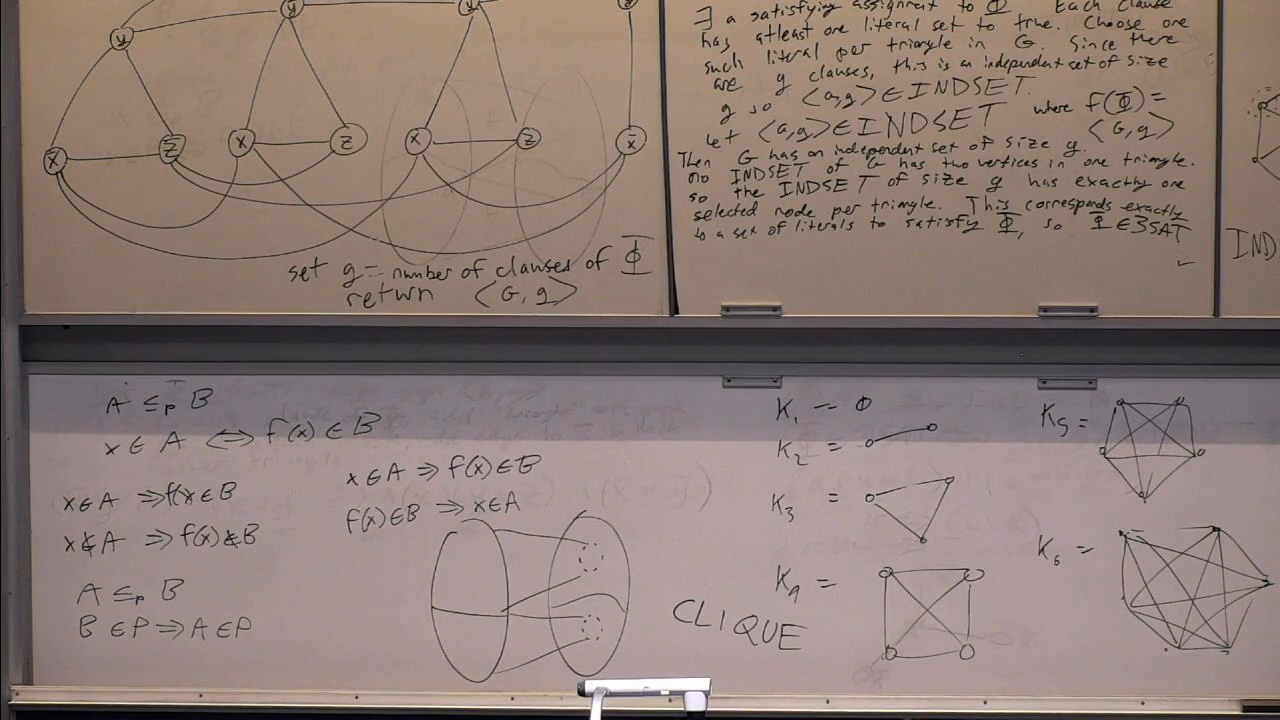 y
y
y
x
z̄
x
z
x
z
x̄
set g = number of clauses of Φ
return ⟨G, g⟩
∃ a satisfying assignment to Φ. Each clause
has atleast one literal set to true. Choose one
such literal per triangle in G. Since there
are g clauses, this is an independent set of size
g so ⟨G,g⟩ ∈ INDSET.
let ⟨G,g⟩ ∈ INDSET where f(Φ) =
⟨G, g⟩
Then G has an independent set of size g.
no INDSET of G has two vertices in one triangle.
so the INDSET of size g has exactly one
selected node per triangle. This corresponds exactly
to a set of literals to satisfy Φ, so Φ ∈ 3SAT
IND
A ≤p B
x ∈ A ⟺ f(x) ∈ B
x ∈ A ⇒ f(x ∈ B
x ∉ A ⇒ f(x) ∉ B
A ≤p B
B ∈ P ⇒ A ∈ P
x ∈ A ⇒ f(x) ∈ B
f(x) ∈ B ⇒ x ∈ A
CLIQUE
K₁ =
K₂ =
K₃ =
K₄ =
K₅ =
K₆ =